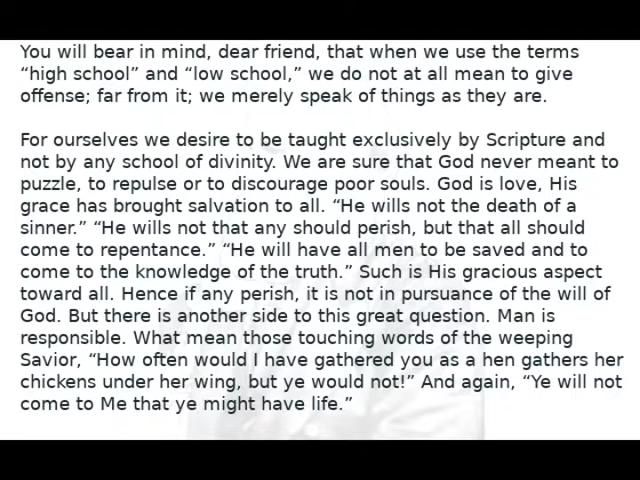 You will bear in mind, dear friend, that when we use the terms
“high school” and “low school,” we do not at all mean to give
offense; far from it; we merely speak of things as they are.
For ourselves we desire to be taught exclusively by Scripture and
not by any school of divinity. We are sure that God never meant to
puzzle, to repulse or to discourage poor souls. God is love, His
grace has brought salvation to all. “He wills not the death of a
sinner.” “He wills not that any should perish, but that all should
come to repentance.” “He will have all men to be saved and to
come to the knowledge of the truth.” Such is His gracious aspect
toward all. Hence if any perish, it is not in pursuance of the will of
God. But there is another side to this great question. Man is
responsible. What mean those touching words of the weeping
Savior, “How often would I have gathered you as a hen gathers her
chickens under her wing, but ye would not!” And again, “Ye will not
come to Me that ye might have life.”